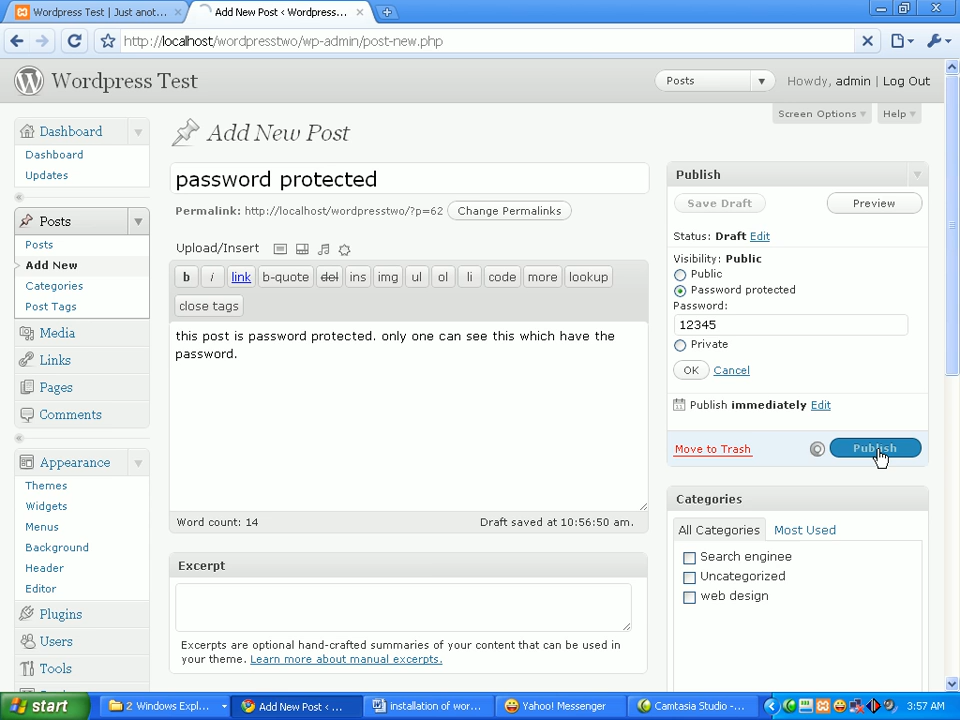 Wordpress Test | Just anot...
Add New Post ‹ Wordpress...
http://localhost/wordpresstwo/wp-admin/post-new.php
Wordpress Test
Posts
Howdy, admin | Log Out
Screen Options
Help
Dashboard
Dashboard
Updates
Posts
Posts
Add New
Categories
Post Tags
Media
Links
Pages
Comments
Appearance
Themes
Widgets
Menus
Background
Header
Editor
Plugins
Users
Tools
Add New Post
password protected
Permalink: http://localhost/wordpresstwo/?p=62 Change Permalinks
Upload/Insert
b i link b-quote del ins img ul ol li code more lookup
close tags
this post is password protected. only one can see this which have the
password.
Word count: 14
Draft saved at 10:56:50 am.
Excerpt
Excerpts are optional hand-crafted summaries of your content that can be used in
your theme. Learn more about manual excerpts.
Publish
Save Draft
Preview
Status: Draft Edit
Visibility: Public
Public
Password protected
Password:
12345
Private
OK Cancel
Publish immediately Edit
Move to Trash
Publish
Categories
All Categories Most Used
Search enginee
Uncategorized
web design
start
2 Windows Expl...
Add New Post ‹ ...
installation of wor...
Yahoo! Messenger
Camtasia Studio - ...
3:57 AM